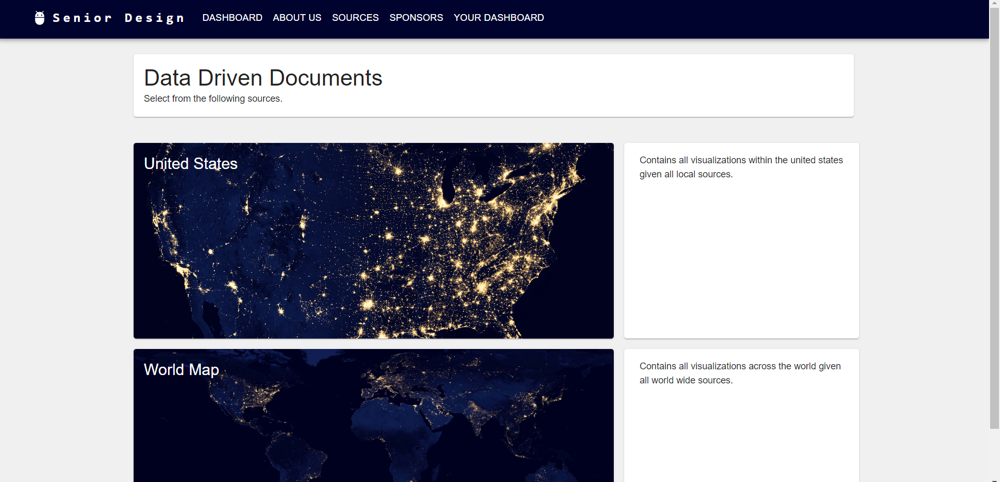 Senior Design DASHBOARD ABOUT US SOURCES SPONSORS YOUR DASHBOARD
Data Driven Documents
Select from the following sources.
United States
Contains all visualizations within the united states
given all local sources.
World Map
Contains all visualizations across the world given
all world wide sources.